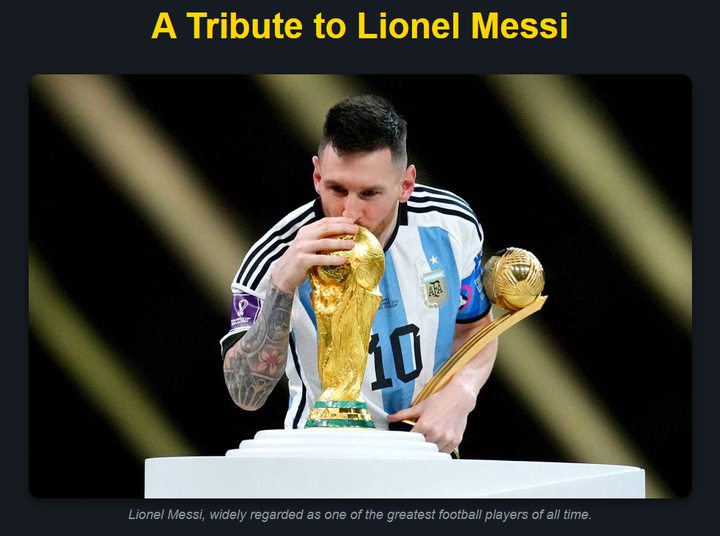 A Tribute to Lionel Messi
AFA
10
Lionel Messi, widely regarded as one of the greatest football players of all time.